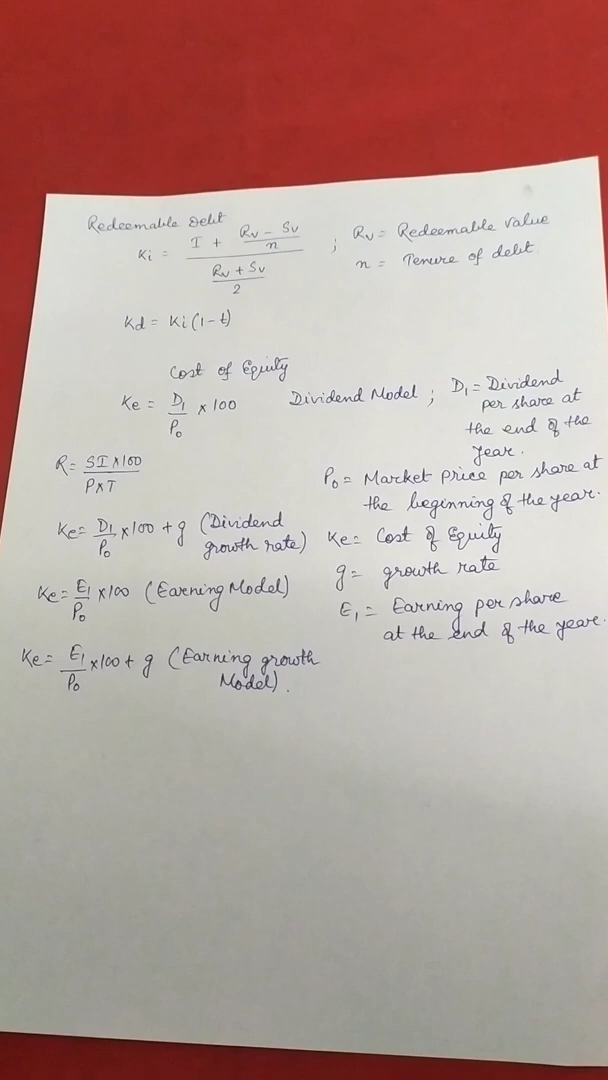 Redeemable Debt
Ki = (I + (Rv - Sv)/n) / ((Rv + Sv)/2) ; Rv = Redeemable value
n = Tenure of debt
Kd = Ki(1-t)
Cost of Equity
Ke = D1/P0 x 100 Dividend Model ; D1 = Dividend
per share at
the end of the
year.
R = SI x 100 / P x T
P0 = Market price per share at
the beginning of the year.
Ke = D1/P0 x 100 + g (Dividend
growth rate)
Ke = Cost of Equity
g = growth rate
Ke = E1/P0 x 100 (Earning Model)
E1 = Earning per share
at the end of the year.
Ke = E1/P0 x 100 + g (Earning growth
Model).